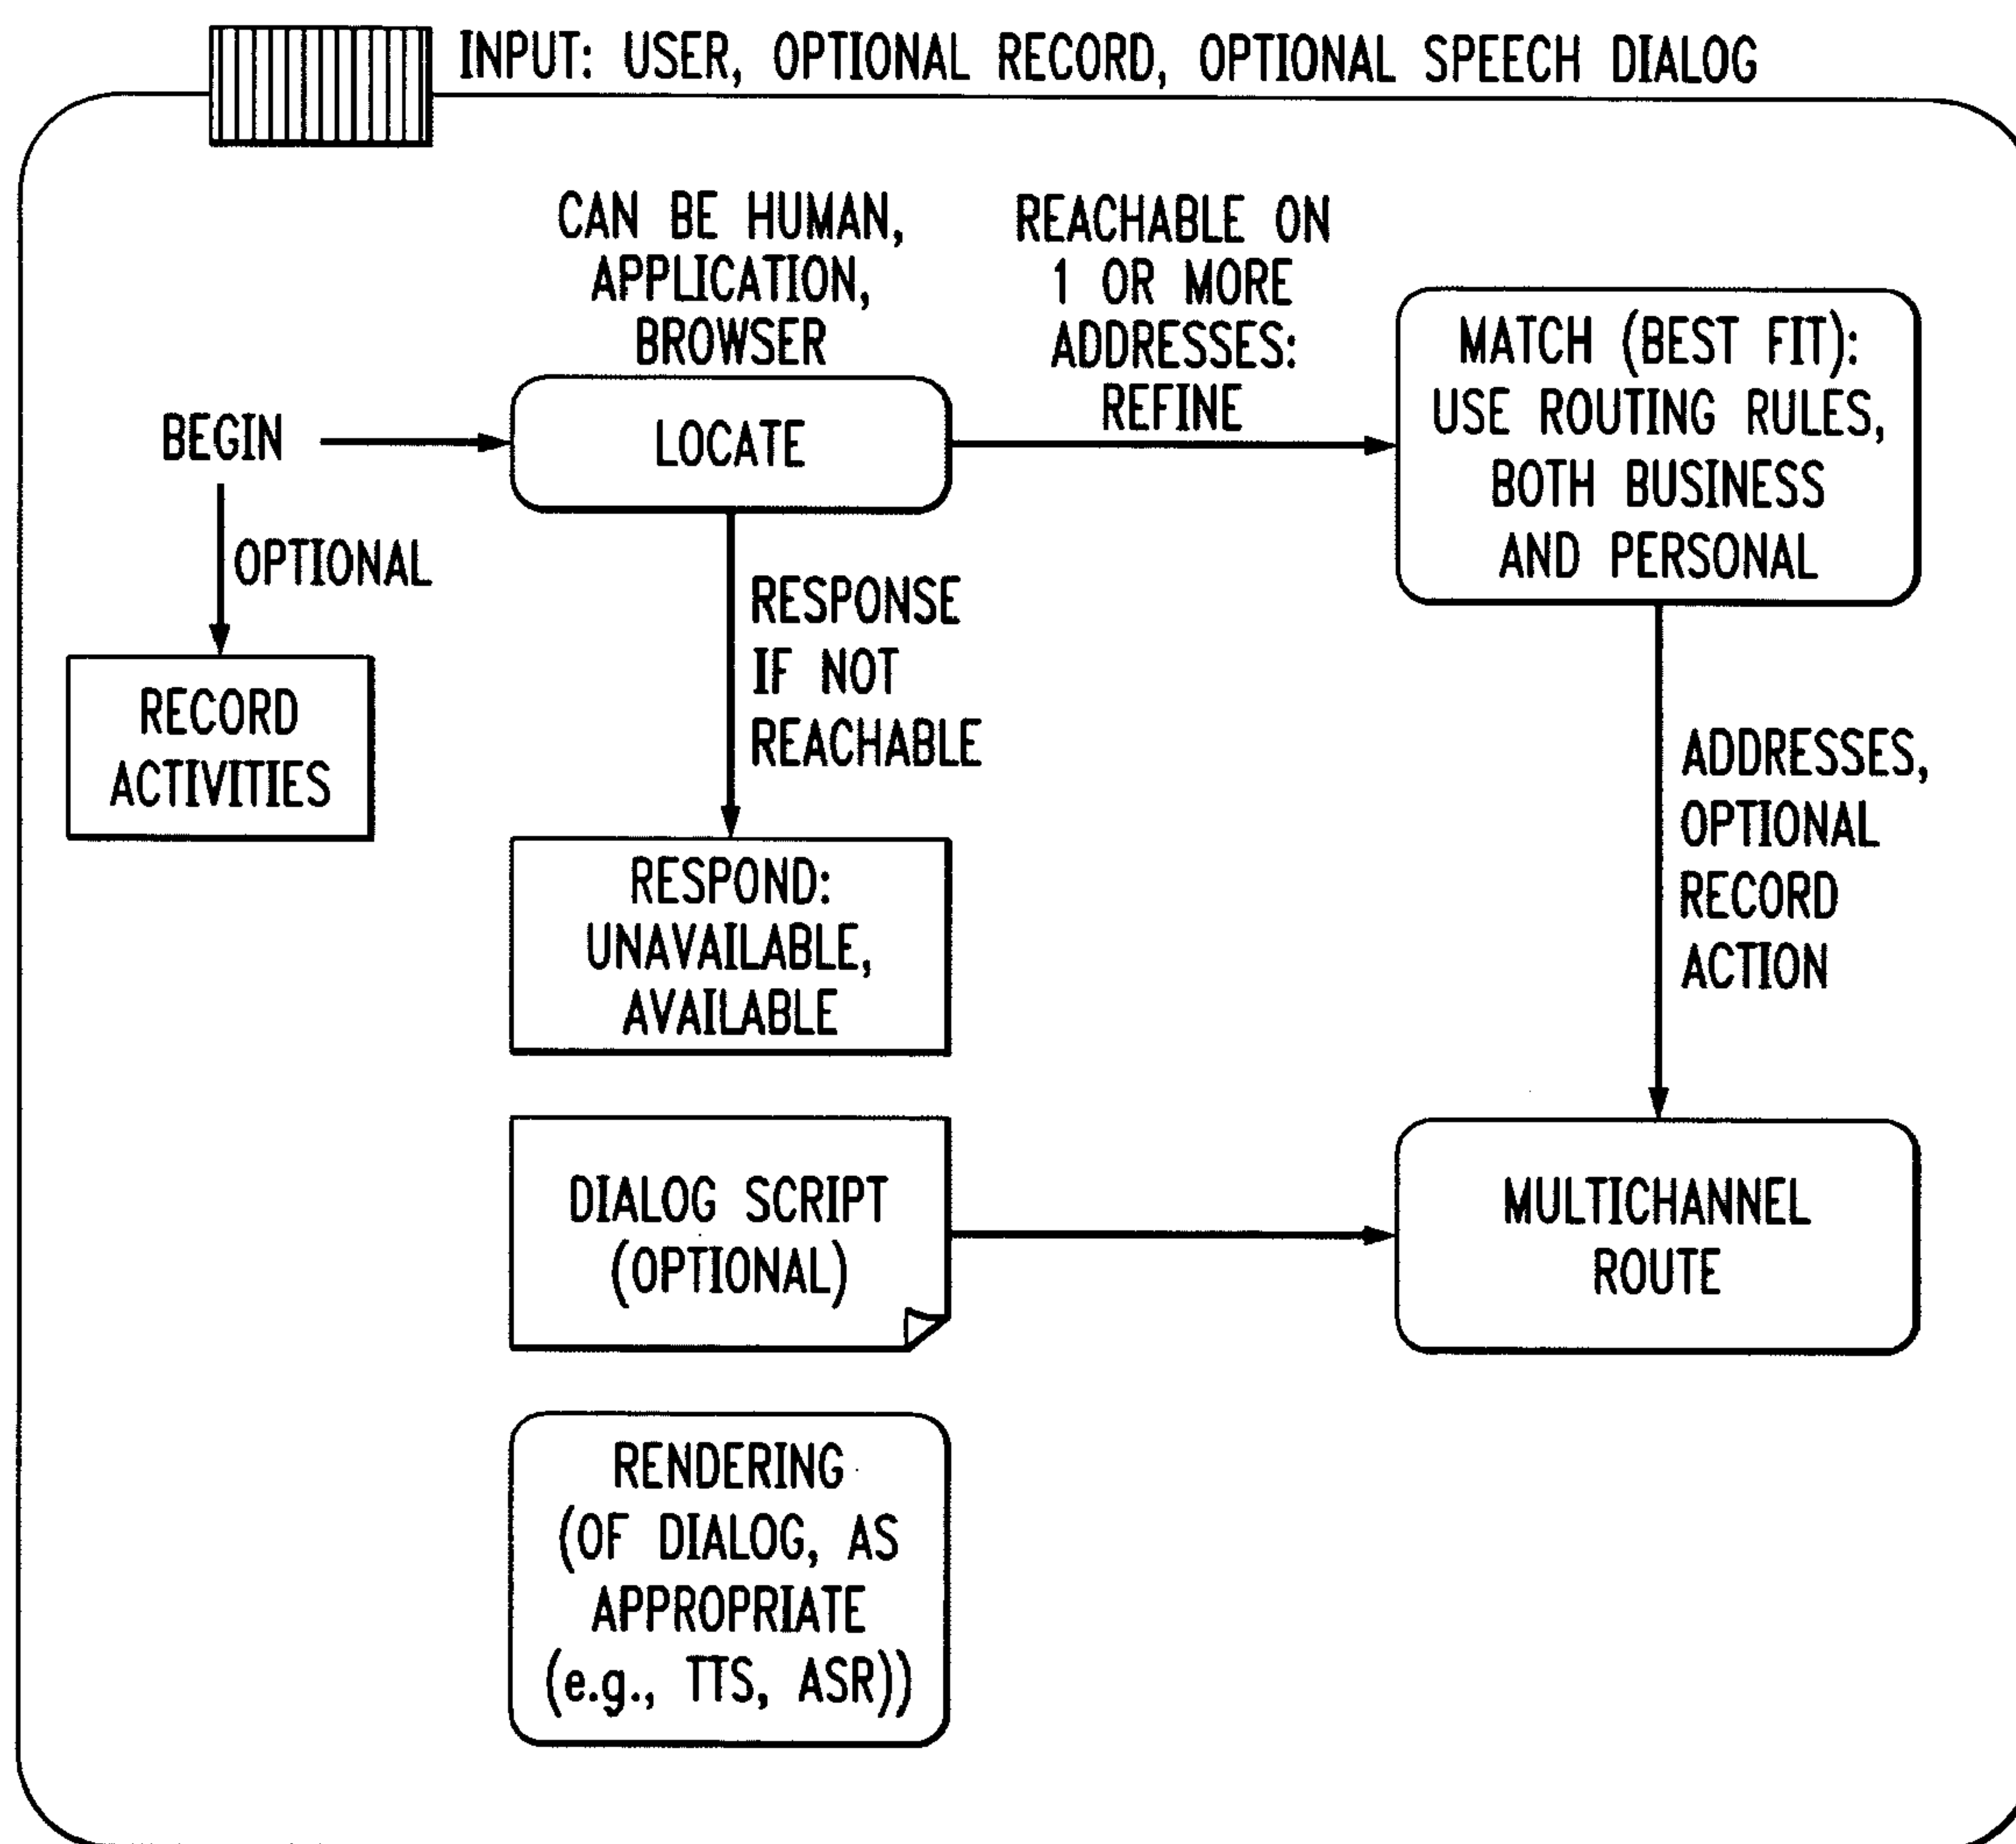 INPUT: USER, OPTIONAL RECORD, OPTIONAL SPEECH DIALOG
CAN BE HUMAN,
APPLICATION,
BROWSER
REACHABLE ON
1 OR MORE
ADDRESSES:
REFINE
BEGIN
LOCATE
MATCH (BEST FIT):
USE ROUTING RULES,
BOTH BUSINESS
AND PERSONAL
OPTIONAL
RECORD
ACTIVITIES
RESPONSE
IF NOT
REACHABLE
ADDRESSES,
OPTIONAL
RECORD
ACTION
RESPOND:
UNAVAILABLE,
AVAILABLE
DIALOG SCRIPT
(OPTIONAL)
MULTICHANNEL
ROUTE
RENDERING
(OF DIALOG, AS
APPROPRIATE
(e.g., TTS, ASR))